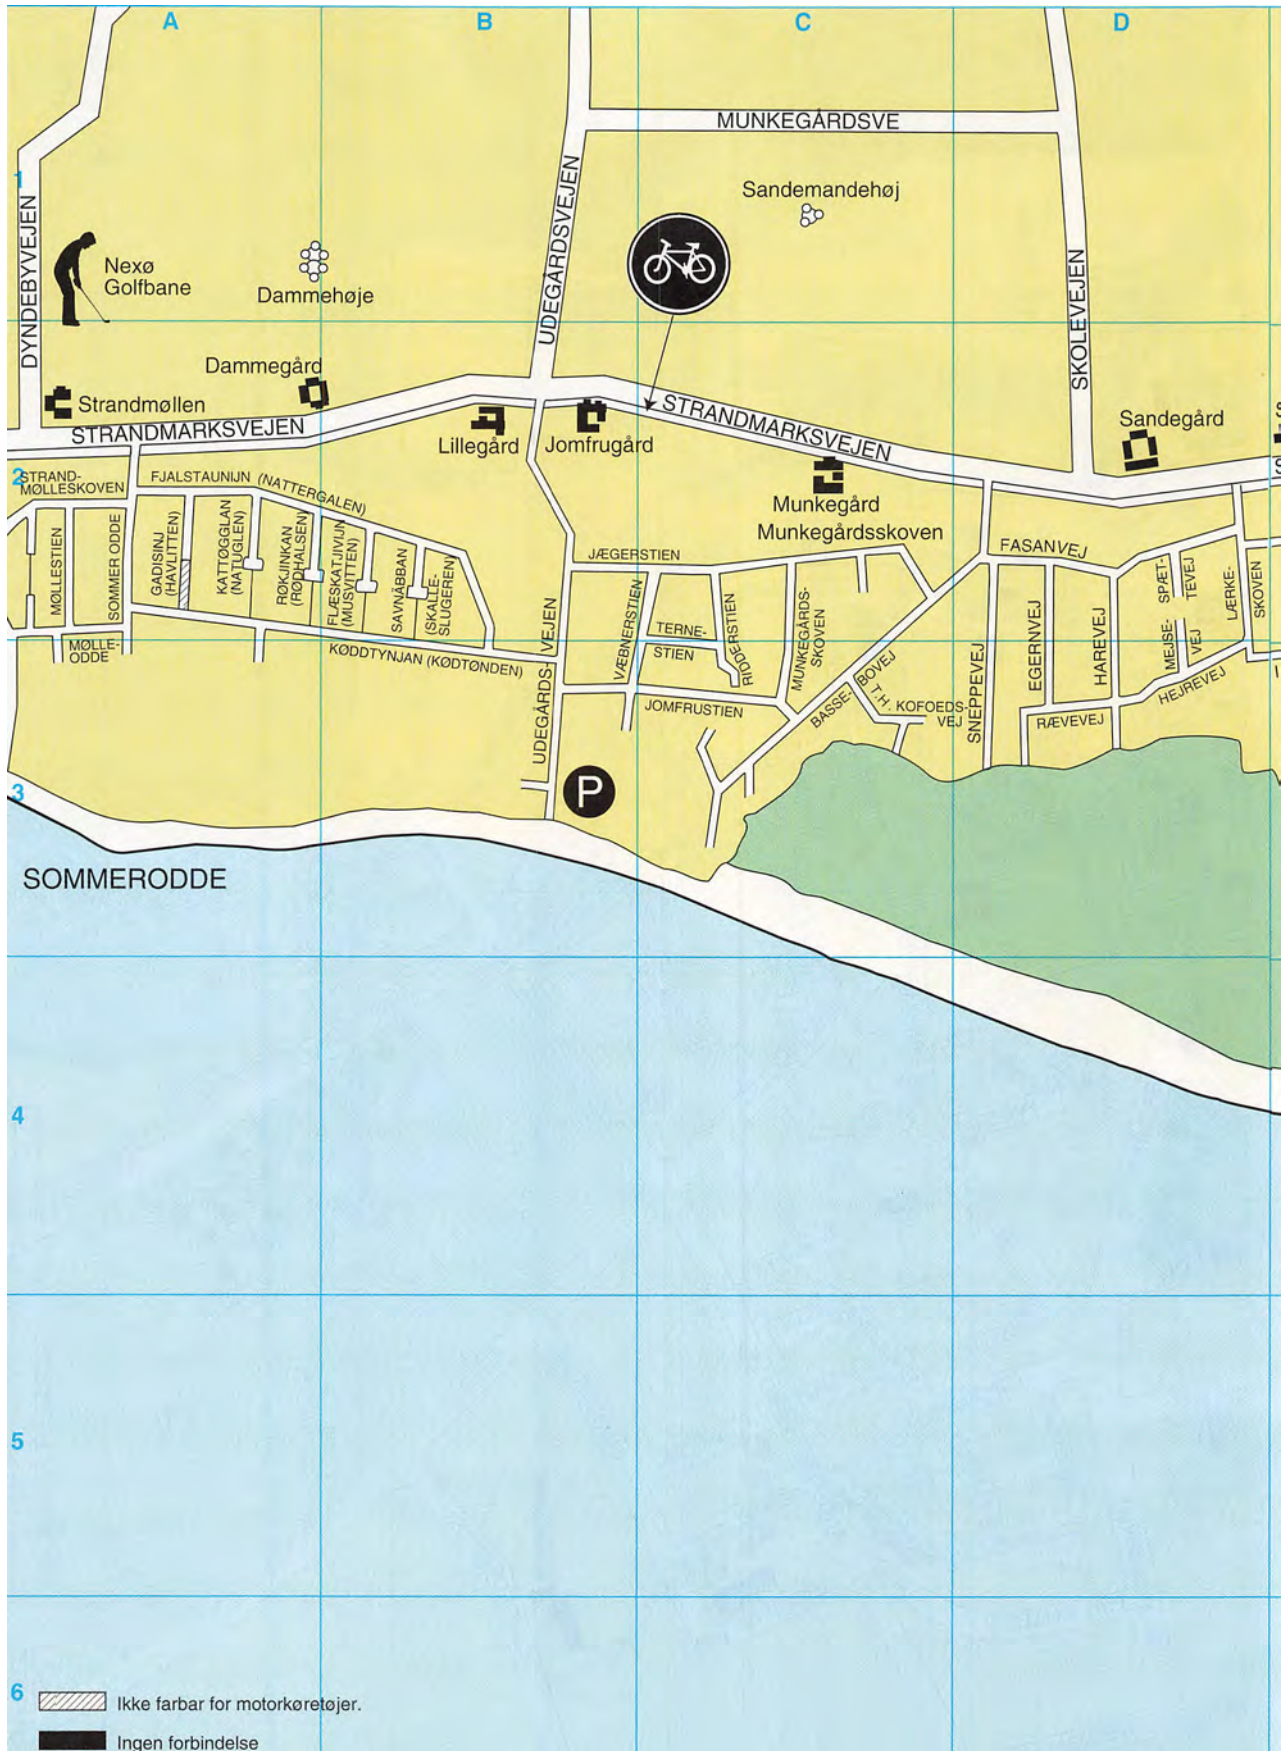 A
B
C
D
MUNKEGÅRDSVE
1
Sandemandehøj
DYNDEBYVEJEN
UDEGÅRDSVEJEN
SKOLEVEJEN
Nexø
Golfbane
Dammehøje
Dammegård
Strandmøllen
STRANDMARKSVEJEN
Lillegård
Jomfrugård
STRANDMARKSVEJEN
Sandegård
S
S
2
STRAND-
MØLLESKOVEN
FJALSTAUNIJN (NATTERGALEN)
Munkegård
Munkegårdsskoven
MØLLESTIEN
SOMMER ODDE
GADISINJ
(HAVLITTEN)
KATTØGGLAN
(NATUGLEN)
RØKJINKAN
(RØDHALSEN)
FLÆSKATJIVIJN
(MUSVITTEN)
SAVNÅBBAN
(SKALLE-
SLUGEREN)
JÆGERSTIEN
FASANVEJ
SPÆT-
TEVEJ
LÆRKE-
SKOVEN
MØLLE-
ODDE
KØDDTYNJAN (KØDTØNDEN)
UDEGÅRDS-
VEJEN
VÆBNERSTIEN
TERNE-
STIEN
RIDDERSTIEN
MUNKEGÅRDS-
SKOVEN
BASSE-
BOVEJ
T.H.
KOFOEDS-
VEJ
SNEPPEVEJ
EGERNVEJ
HAREVEJ
MEJSE-
VEJ
HEJREVEJ
I
JOMFRUSTIEN
RÆVEVEJ
3
P
SOMMERODDE
4
5
6
Ikke farbar for motorkøretøjer.
Ingen forbindelse